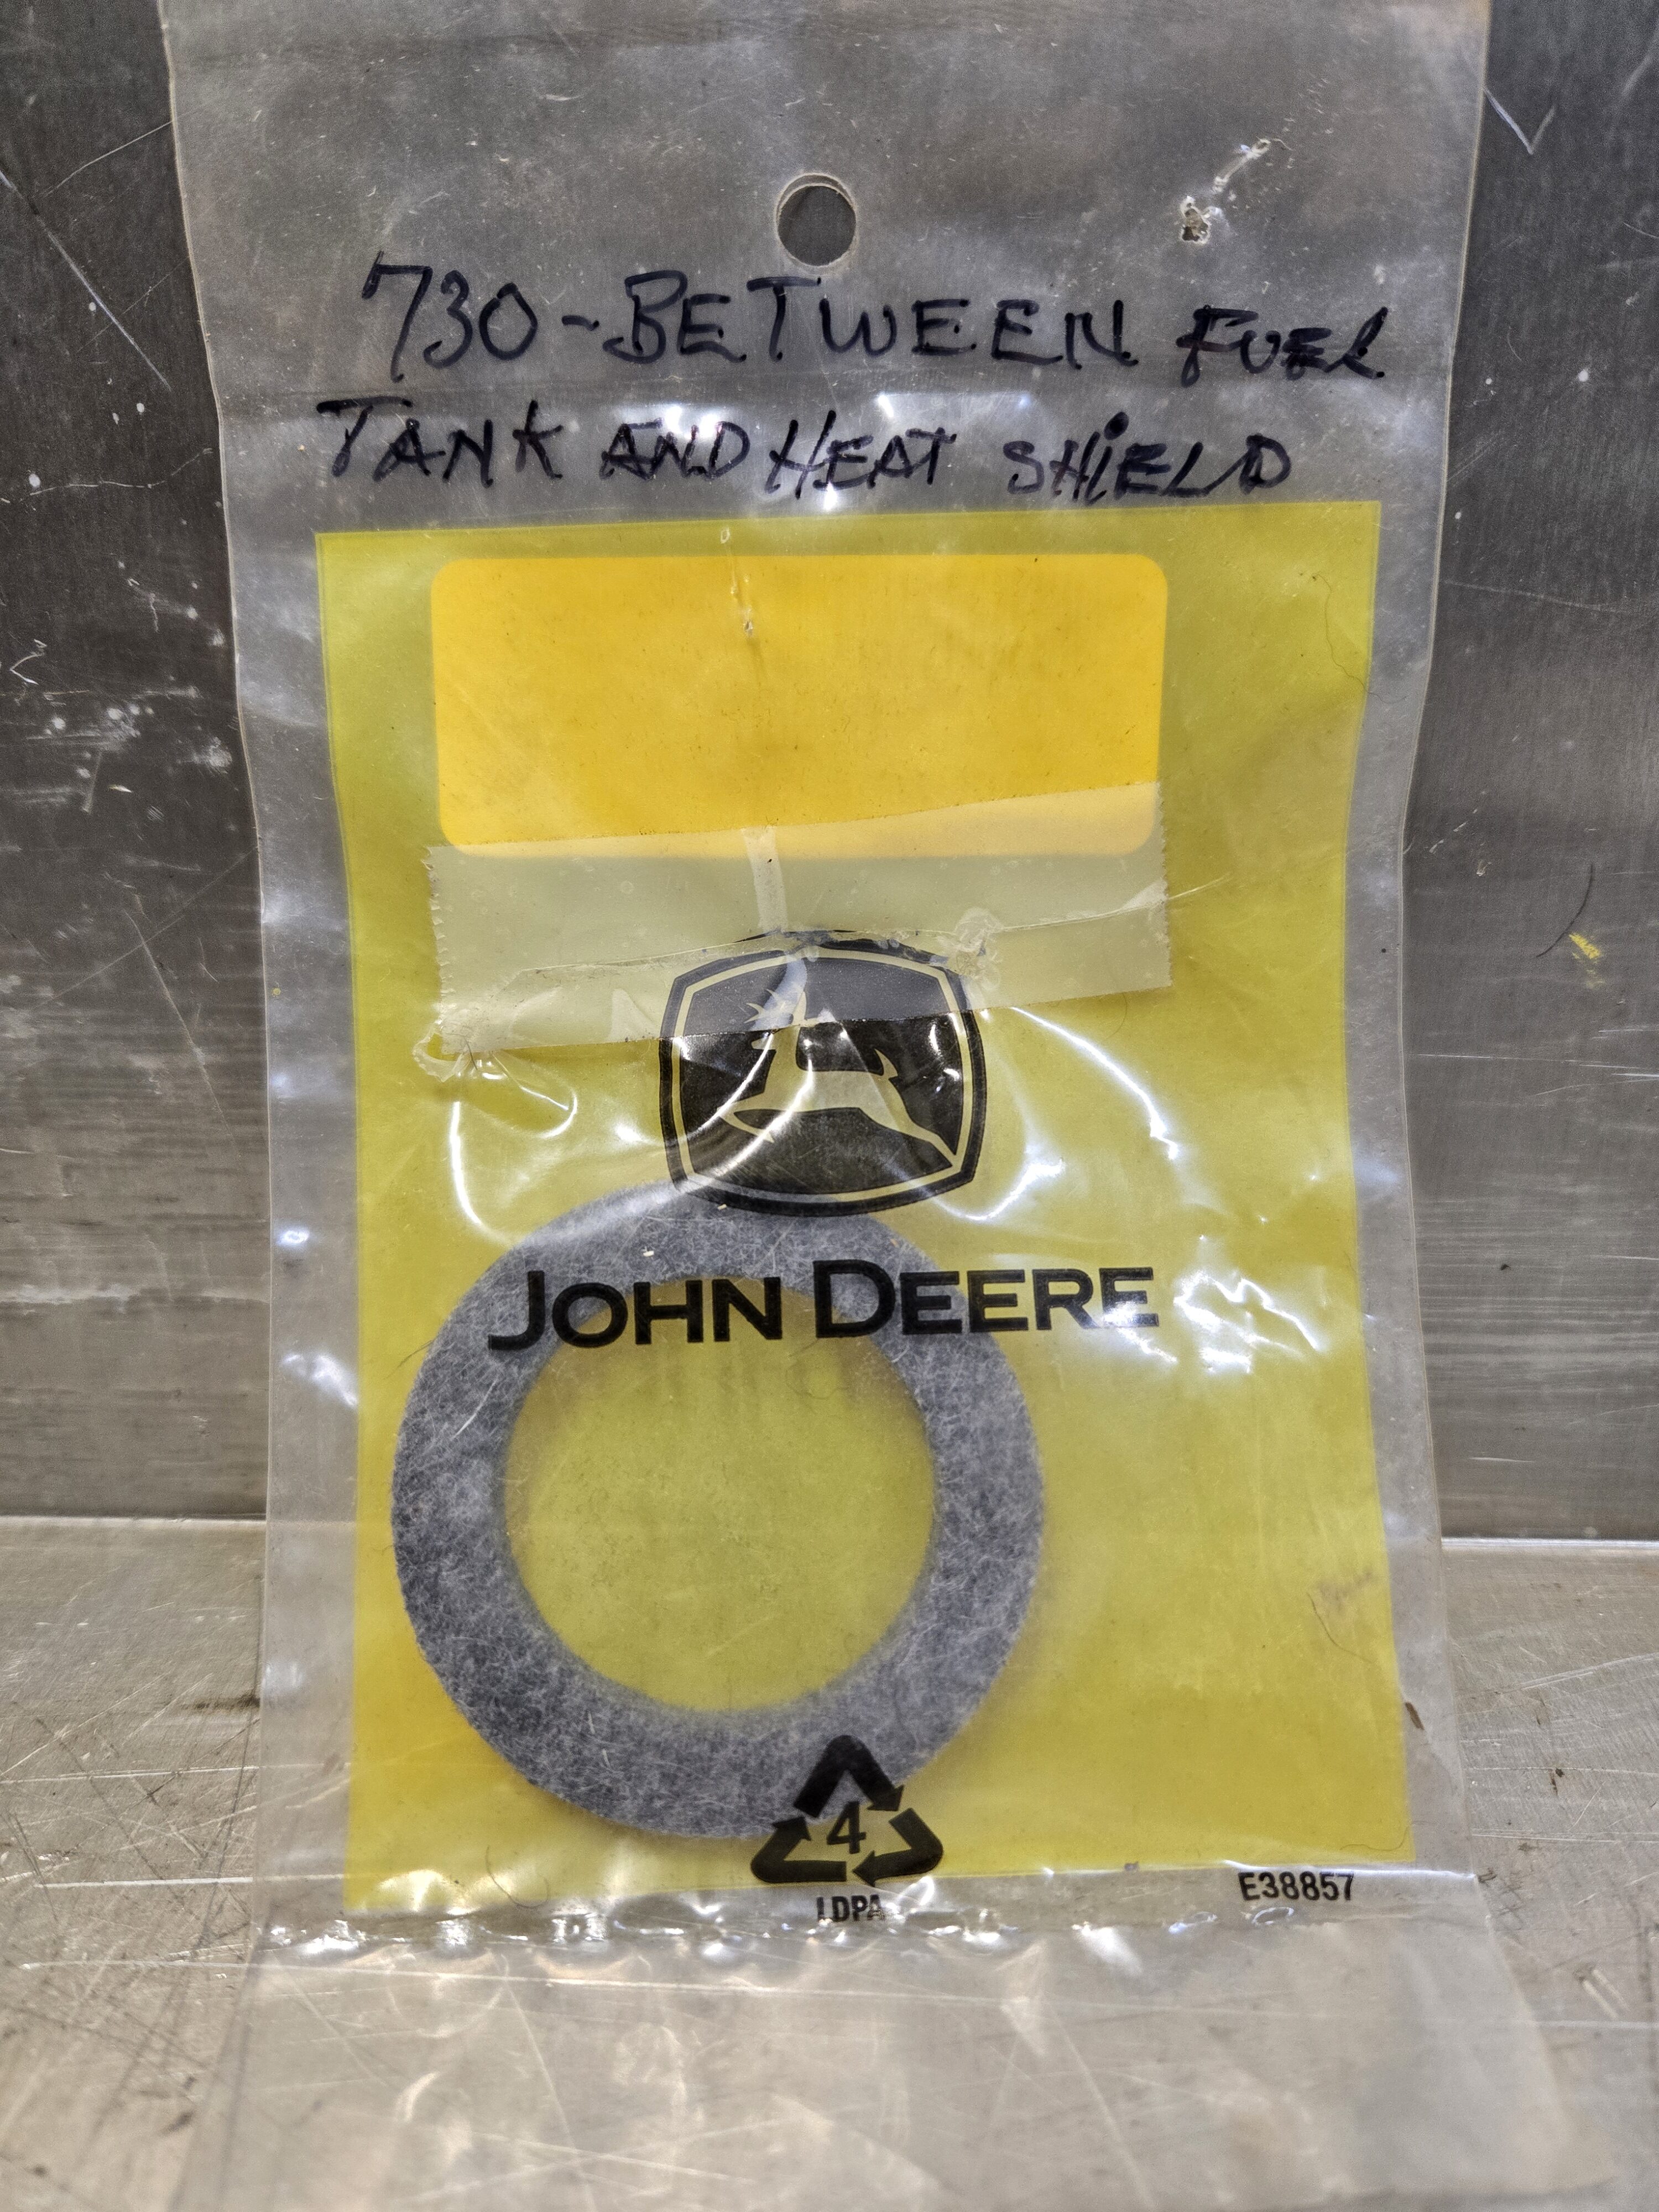 730-BETWEEN FUEL
TANK AND HEAT SHIELD
JOHN DEERE
4
LDPA
E38857